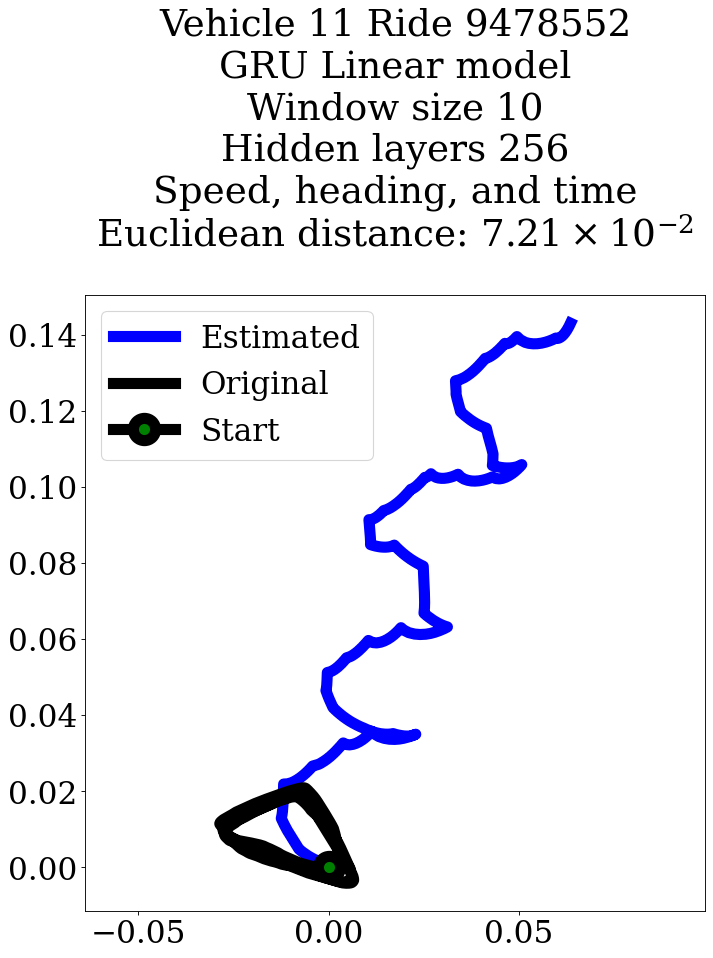 Vehicle 11 Ride 9478552
GRU Linear model
Window size 10
Hidden layers 256
Speed, heading, and time
Euclidean distance: 7.21 × 10⁻²
Estimated
Original
Start
0.14
0.12
0.10
0.08
0.06
0.04
0.02
0.00
−0.05 0.00 0.05